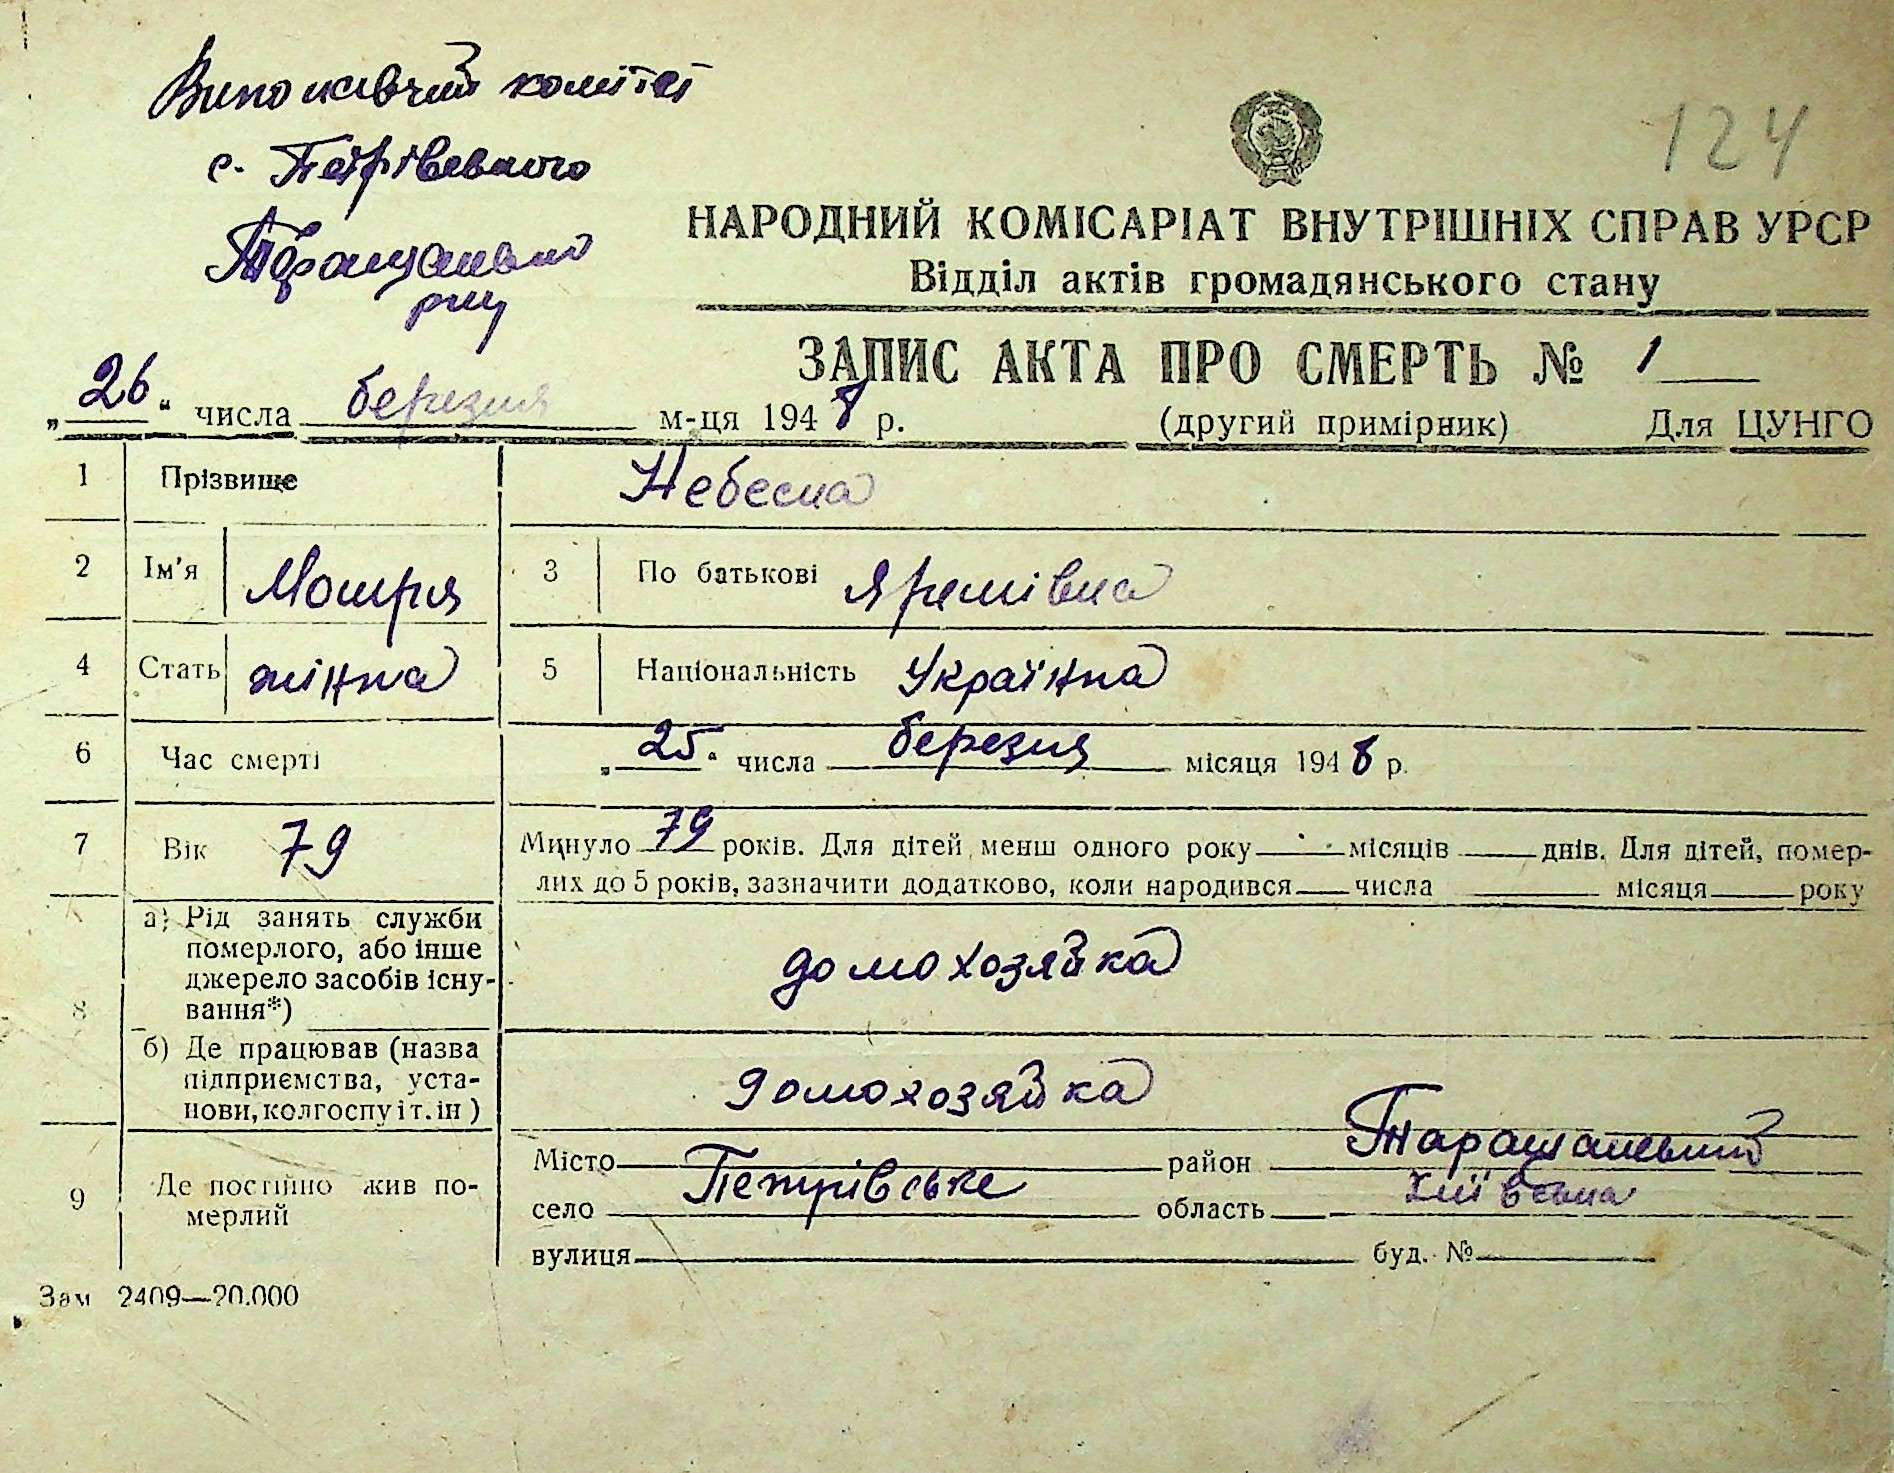 Виконавчий комітет
с. Петрівського
Таращанського
р-ну
124
НАРОДНИЙ КОМІСАРІАТ ВНУТРІШНІХ СПРАВ УРСР
Відділ актів громадянського стану
ЗАПИС АКТА ПРО СМЕРТЬ № 1
„26“ числа березня м-ця 1948 р. (другий примірник) Для ЦУНГО
1 Прізвище Небесна
2 Ім'я Мотря 3 По батькові Яремівна
4 Стать жінка 5 Національність Українка
6 Час смерті „25“ числа березня місяця 1948 р.
7 Вік 79 Минуло 79 років. Для дітей менш одного року місяців днів. Для дітей, помер-
лих до 5 років, зазначити додатково, коли народився числа місяця року
8 а) Рід занять служби
померлого, або інше
джерело засобів існу-
вання*)
домохозяйка
б) Де працював (назва
підприємства, уста-
нови, колгоспу і т. ін)
домохозяйка
9 Де постійно жив по-
мерлий
Місто район Таращанський
село Петрівське область Київська
вулиця буд. №
Зам 2409—20.000